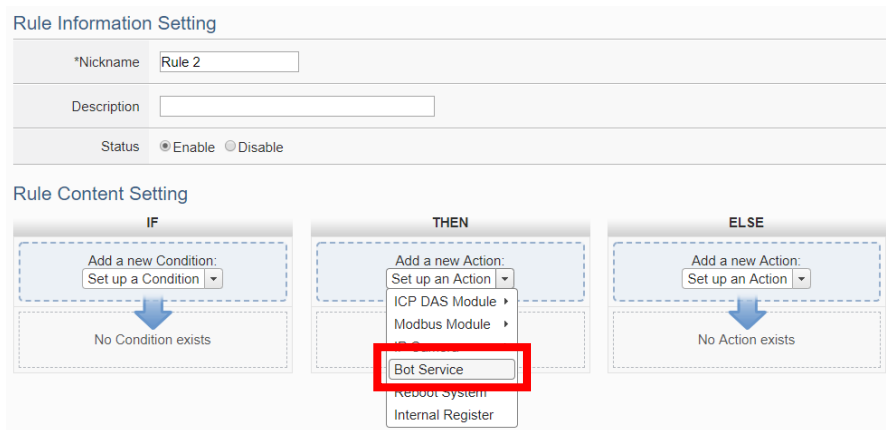 Rule Information Setting
*Nickname Rule 2
Description
Status Enable Disable
Rule Content Setting
IF THEN ELSE
Add a new Condition: Add a new Action: Add a new Action:
Set up a Condition Set up an Action Set up an Action
ICP DAS Module
Modbus Module
No Condition exists IP Camera No Action exists
Bot Service
Reboot System
Internal Register